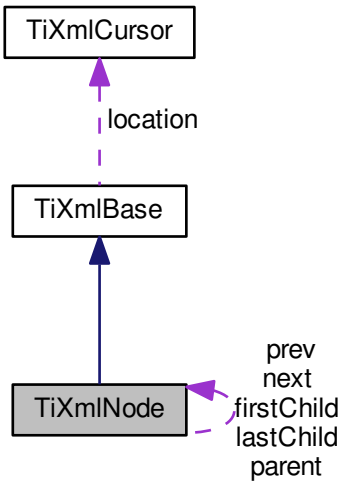 TiXmlCursor
location
TiXmlBase
prev
next
firstChild
lastChild
parent
TiXmlNode